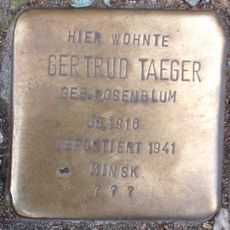 HIER WOHNTE
GERTRUD TAEGER
GEB. ROSENBLUM
JG. 1916
DEPORTIERT 1941
MINSK
? ? ?